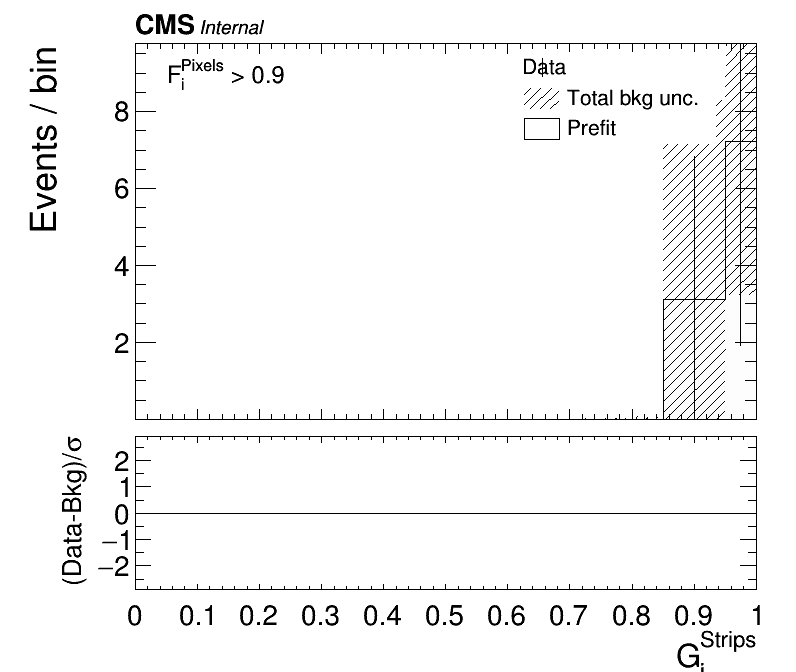 CMS Internal
F_i^Pixels > 0.9
Data
Total bkg unc.
Prefit
Events / bin
8
6
4
2
(Data-Bkg)/σ
2
1
0
−1
−2
0 0.1 0.2 0.3 0.4 0.5 0.6 0.7 0.8 0.9 1
G_i^Strips